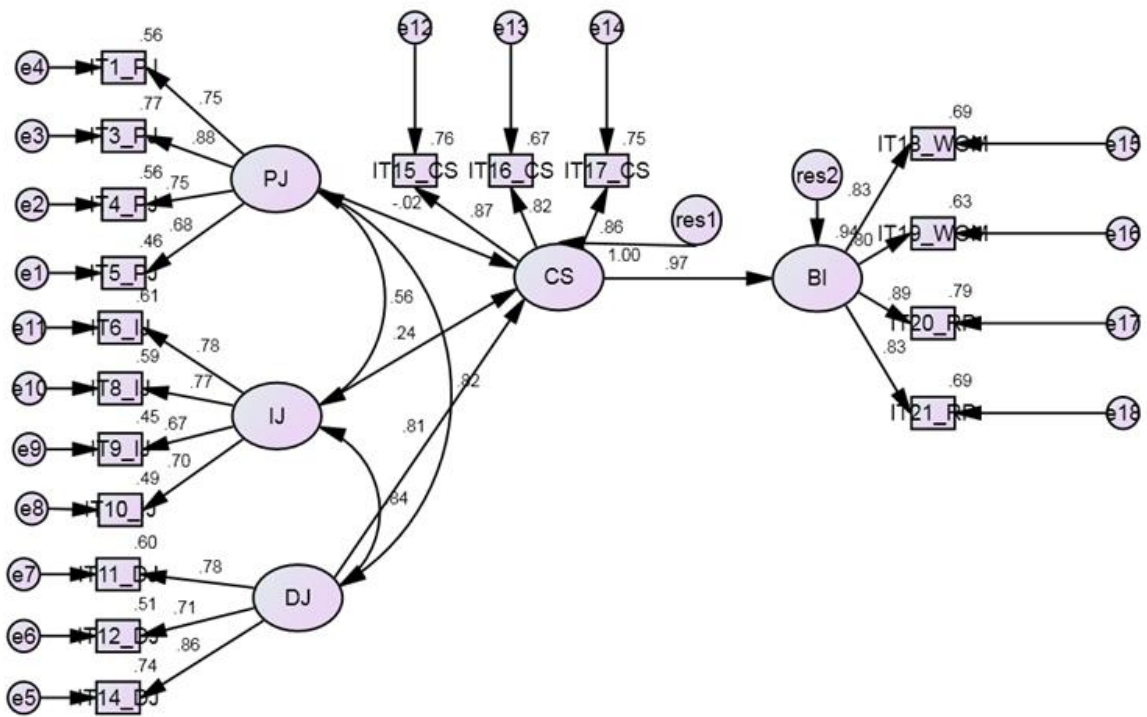 e12
e13
e14
e4
IT1_PJ
.56
.75
e3
IT3_PJ
.77
.88
e2
IT4_PJ
.56
.75
e1
IT5_PJ
.46
.68
PJ
.76
IT15_CS
.67
IT16_CS
.75
IT17_CS
-.02
.87
.82
.86
res1
1.00
CS
.97
res2
BI
.94
.69
IT18_WOM
e15
.83
.63
IT19_WOM
e16
.80
.79
IT20_RP
e17
.89
.69
IT21_RP
e18
.83
.56
.24
.82
.81
.84
.61
e11
IT6_IJ
.78
.59
e10
IT8_IJ
.77
.45
e9
IT9_IJ
.67
.49
e8
IT10_IJ
.70
IJ
.60
e7
IT11_DJ
.78
.51
e6
IT12_DJ
.71
.74
e5
IT14_DJ
.86
DJ